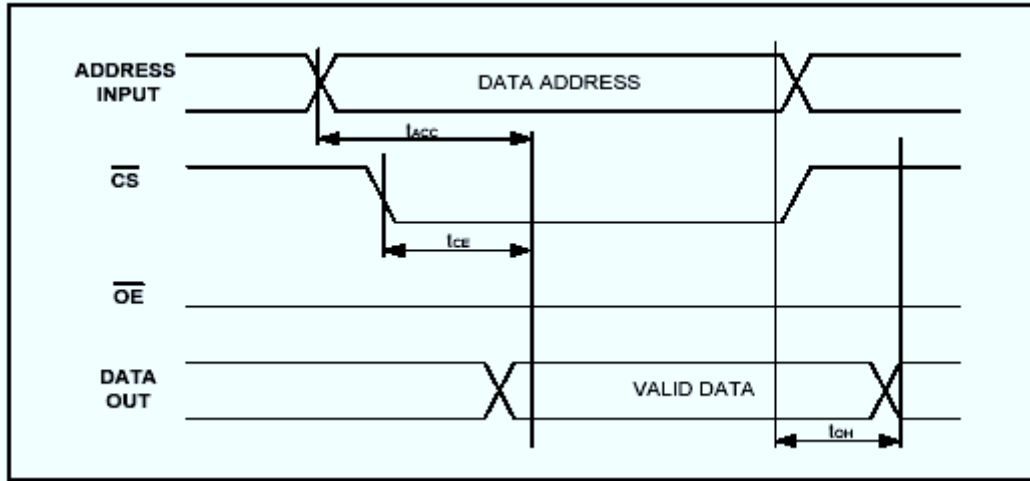 ADDRESS
INPUT
DATA ADDRESS
tACC
CS
tCE
OE
DATA
OUT
VALID DATA
tOH